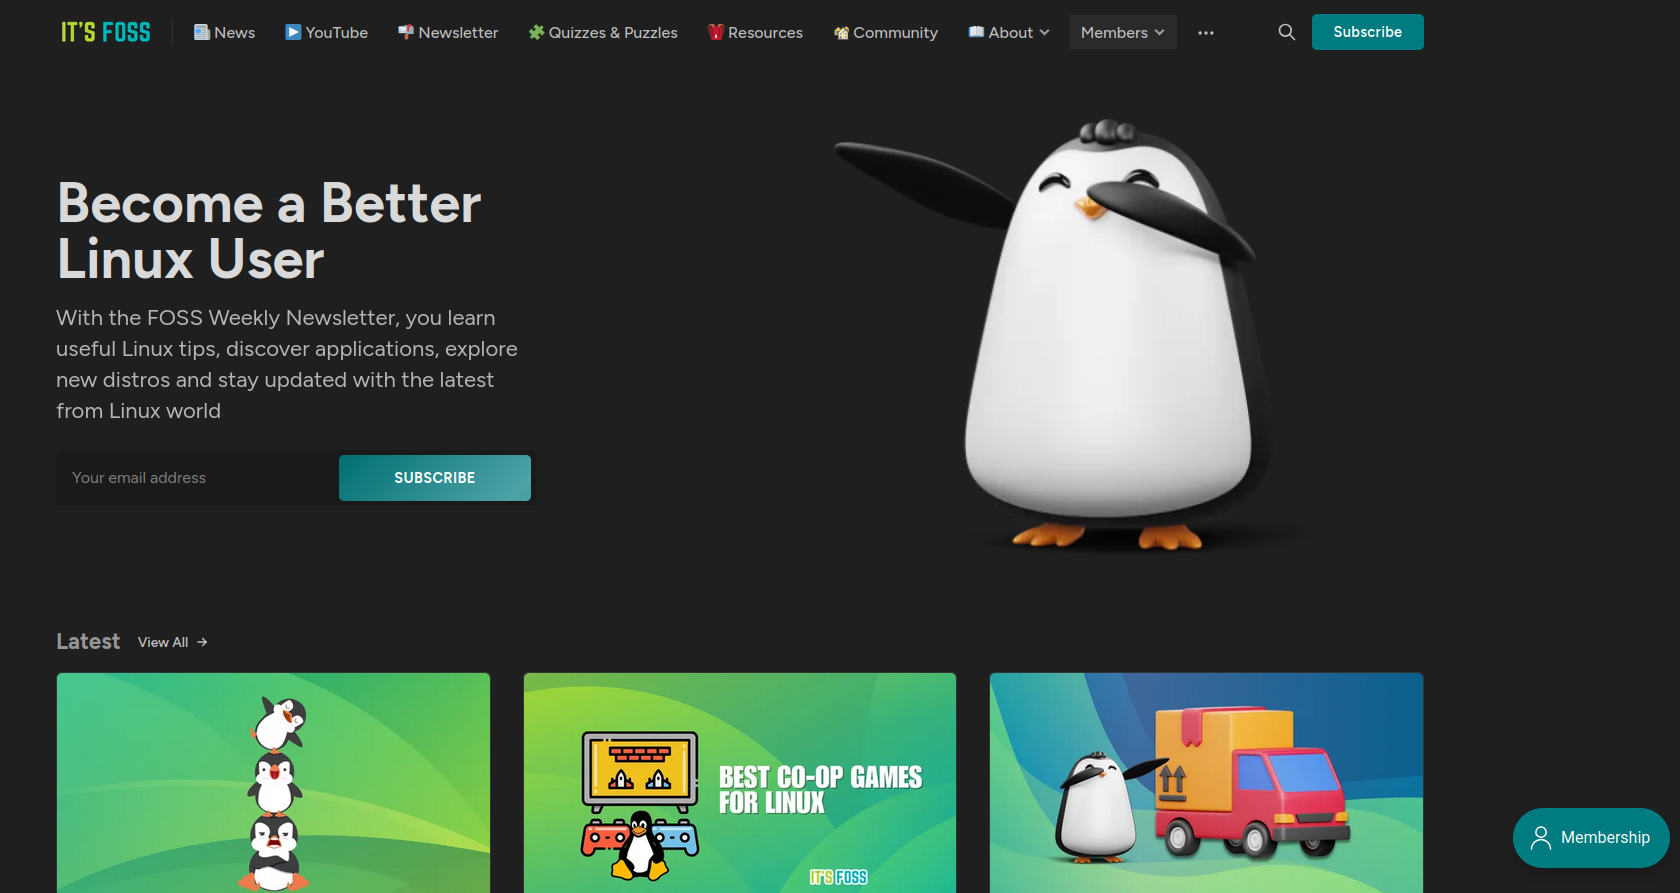 IT'S FOSS
News
YouTube
Newsletter
Quizzes & Puzzles
Resources
Community
About
Members
Subscribe
Become a Better
Linux User
With the FOSS Weekly Newsletter, you learn
useful Linux tips, discover applications, explore
new distros and stay updated with the latest
from Linux world
Your email address
SUBSCRIBE
Latest
View All
BEST CO-OP GAMES
FOR LINUX
IT'S FOSS
Membership